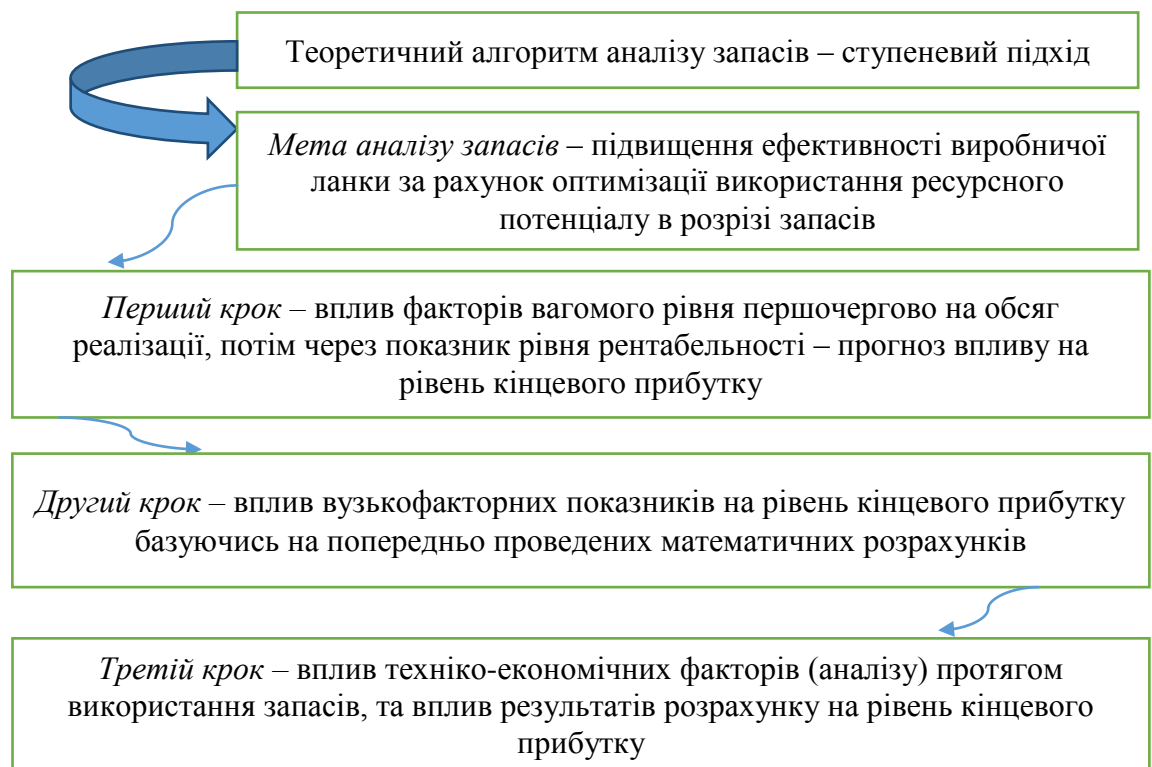 Теоретичний алгоритм аналізу запасів – ступеневий підхід
Мета аналізу запасів – підвищення ефективності виробничої
ланки за рахунок оптимізації використання ресурсного
потенціалу в розрізі запасів
Перший крок – вплив факторів вагомого рівня першочергово на обсяг
реалізації, потім через показник рівня рентабельності – прогноз впливу на
рівень кінцевого прибутку
Другий крок – вплив вузькофакторних показників на рівень кінцевого прибутку
базуючись на попередньо проведених математичних розрахунків
Третій крок – вплив техніко-економічних факторів (аналізу) протягом
використання запасів, та вплив результатів розрахунку на рівень кінцевого
прибутку